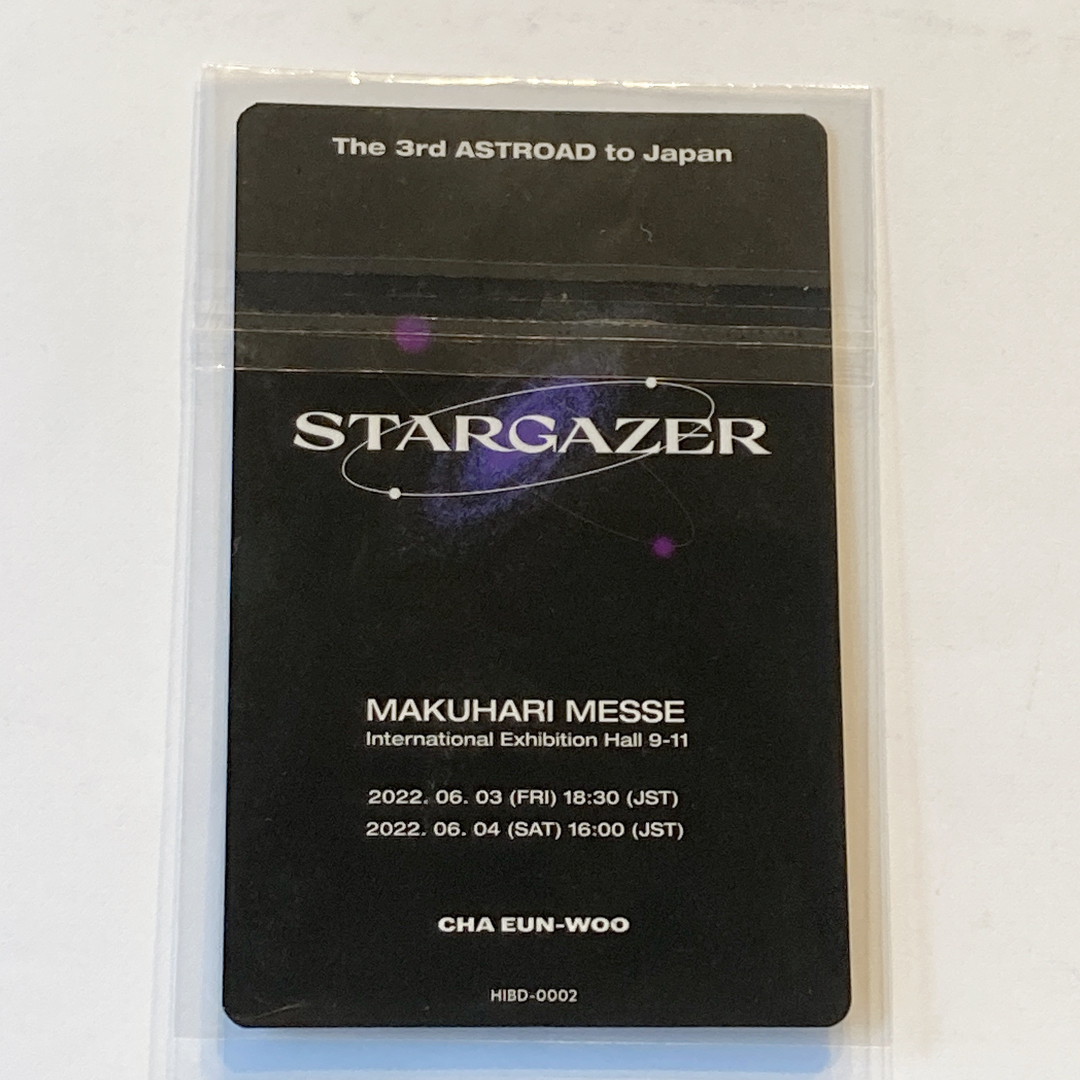 The 3rd ASTROAD to Japan
STARGAZER
MAKUHARI MESSE
International Exhibition Hall 9-11
2022. 06. 03 (FRI) 18:30 (JST)
2022. 06. 04 (SAT) 16:00 (JST)
CHA EUN-WOO
HIBD-0002